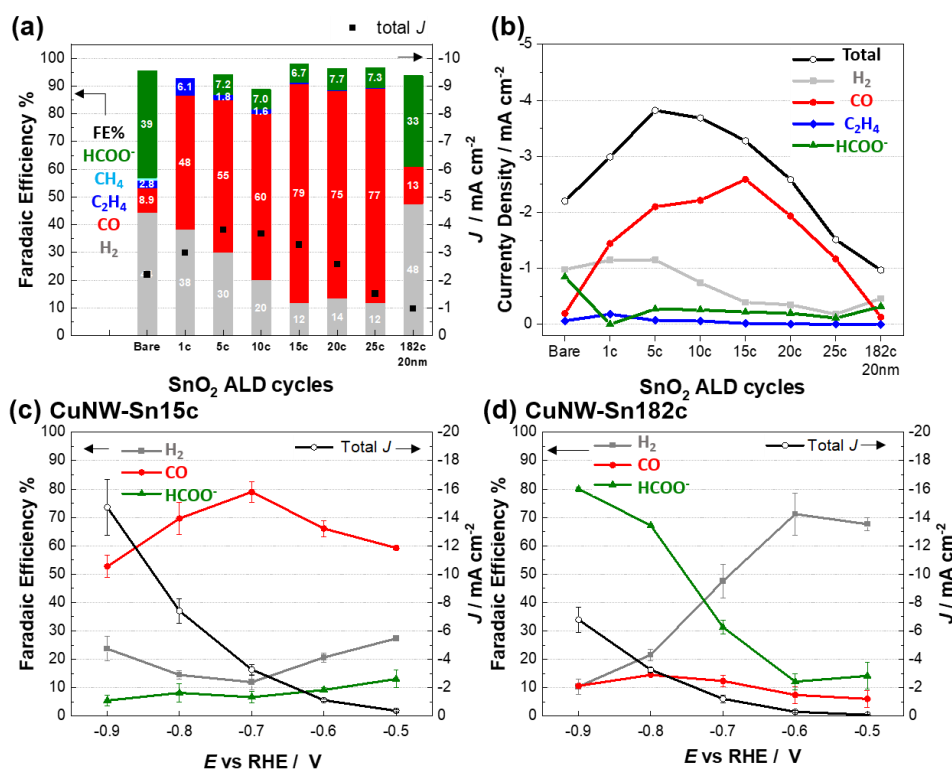 (a)
■ total J
Faradaic Efficiency %
100
90
80
70
60
50
40
30
20
10
0
FE%
HCOO-
CH4
C2H4
CO
H2
39
2.8
8.9
6.1
48
38
7.2
1.8
55
30
7.0
1.6
60
20
6.7
79
12
7.7
75
14
7.3
77
12
33
13
48
-10
-9
-8
-7
-6
-5
-4
-3
-2
-1
0
J / mA cm-2
Bare 1c 5c 10c 15c 20c 25c 182c
20nm
SnO2 ALD cycles
(b)
Currenty Density / mA cm-2
-5
-4
-3
-2
-1
0
Total
H2
CO
C2H4
HCOO-
Bare 1c 5c 10c 15c 20c 25c 182c
20nm
SnO2 ALD cycles
(c) CuNW-Sn15c
Faradaic Efficiency %
100
90
80
70
60
50
40
30
20
10
0
H2
CO
HCOO-
Total J
-20
-18
-16
-14
-12
-10
-8
-6
-4
-2
0
J / mA cm-2
-0.9 -0.8 -0.7 -0.6 -0.5
E vs RHE / V
(d) CuNW-Sn182c
Faradaic Efficiency %
100
90
80
70
60
50
40
30
20
10
0
H2
CO
HCOO-
Total J
-20
-18
-16
-14
-12
-10
-8
-6
-4
-2
0
J / mA cm-2
-0.9 -0.8 -0.7 -0.6 -0.5
E vs RHE / V